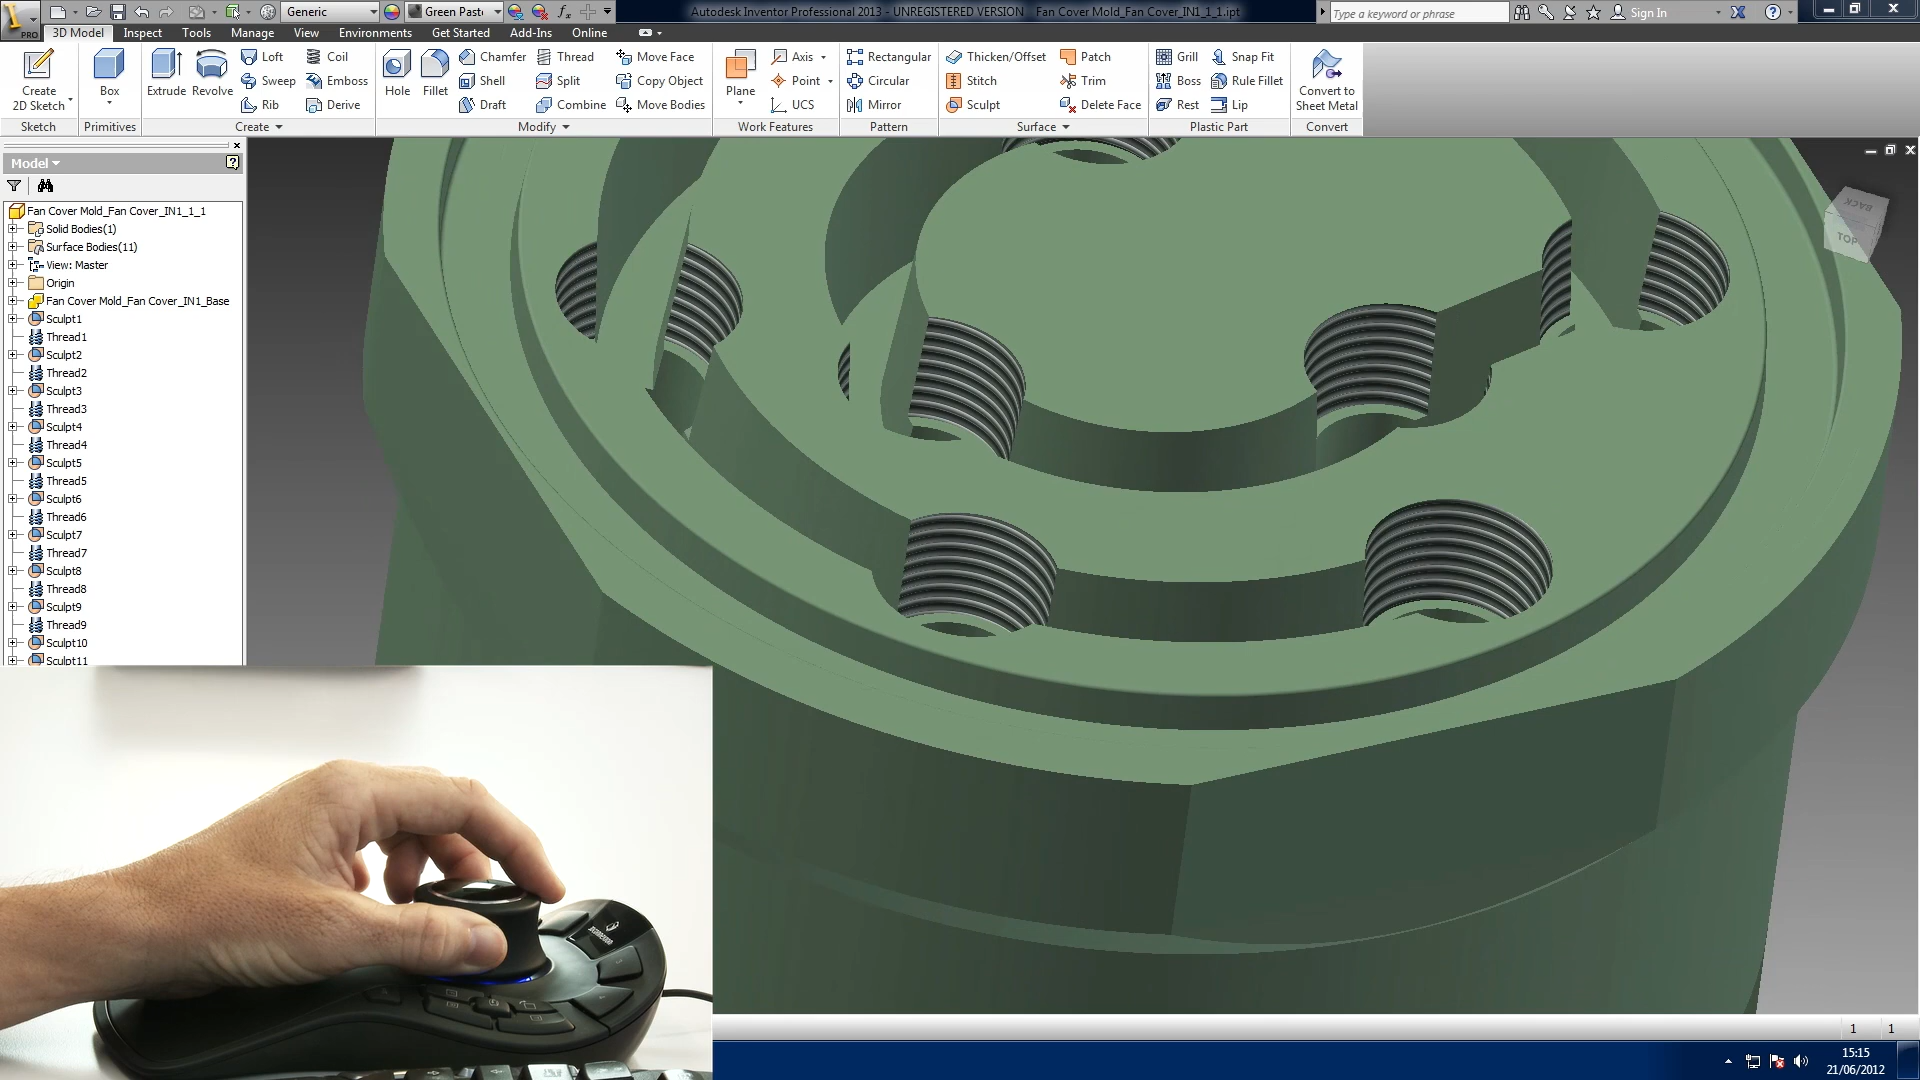 PRO
Generic
Green Past
fx
Autodesk Inventor Professional 2013 - UNREGISTERED VERSION Fan Cover Mold_Fan Cover_IN1_1_1.ipt
Type a keyword or phrase
Sign In
3D Model Inspect Tools Manage View Environments Get Started Add-Ins Online
Create 2D Sketch
Box
Extrude
Revolve
Loft
Sweep
Rib
Coil
Emboss
Derive
Hole
Fillet
Chamfer
Shell
Draft
Thread
Split
Combine
Move Face
Copy Object
Move Bodies
Plane
Axis
Point
UCS
Rectangular
Circular
Mirror
Thicken/Offset
Stitch
Sculpt
Patch
Trim
Delete Face
Grill
Boss
Rest
Snap Fit
Rule Fillet
Lip
Convert to Sheet Metal
Sketch Primitives Create Modify Work Features Pattern Surface Plastic Part Convert
Model
Fan Cover Mold_Fan Cover_IN1_1_1
Solid Bodies(1)
Surface Bodies(11)
View: Master
Origin
Fan Cover Mold_Fan Cover_IN1_Base
Sculpt1
Thread1
Sculpt2
Thread2
Sculpt3
Thread3
Sculpt4
Thread4
Sculpt5
Thread5
Sculpt6
Thread6
Sculpt7
Thread7
Sculpt8
Thread8
Sculpt9
Thread9
Sculpt10
Sculpt11
BACK
TOP
1 1
15:15
21/06/2012